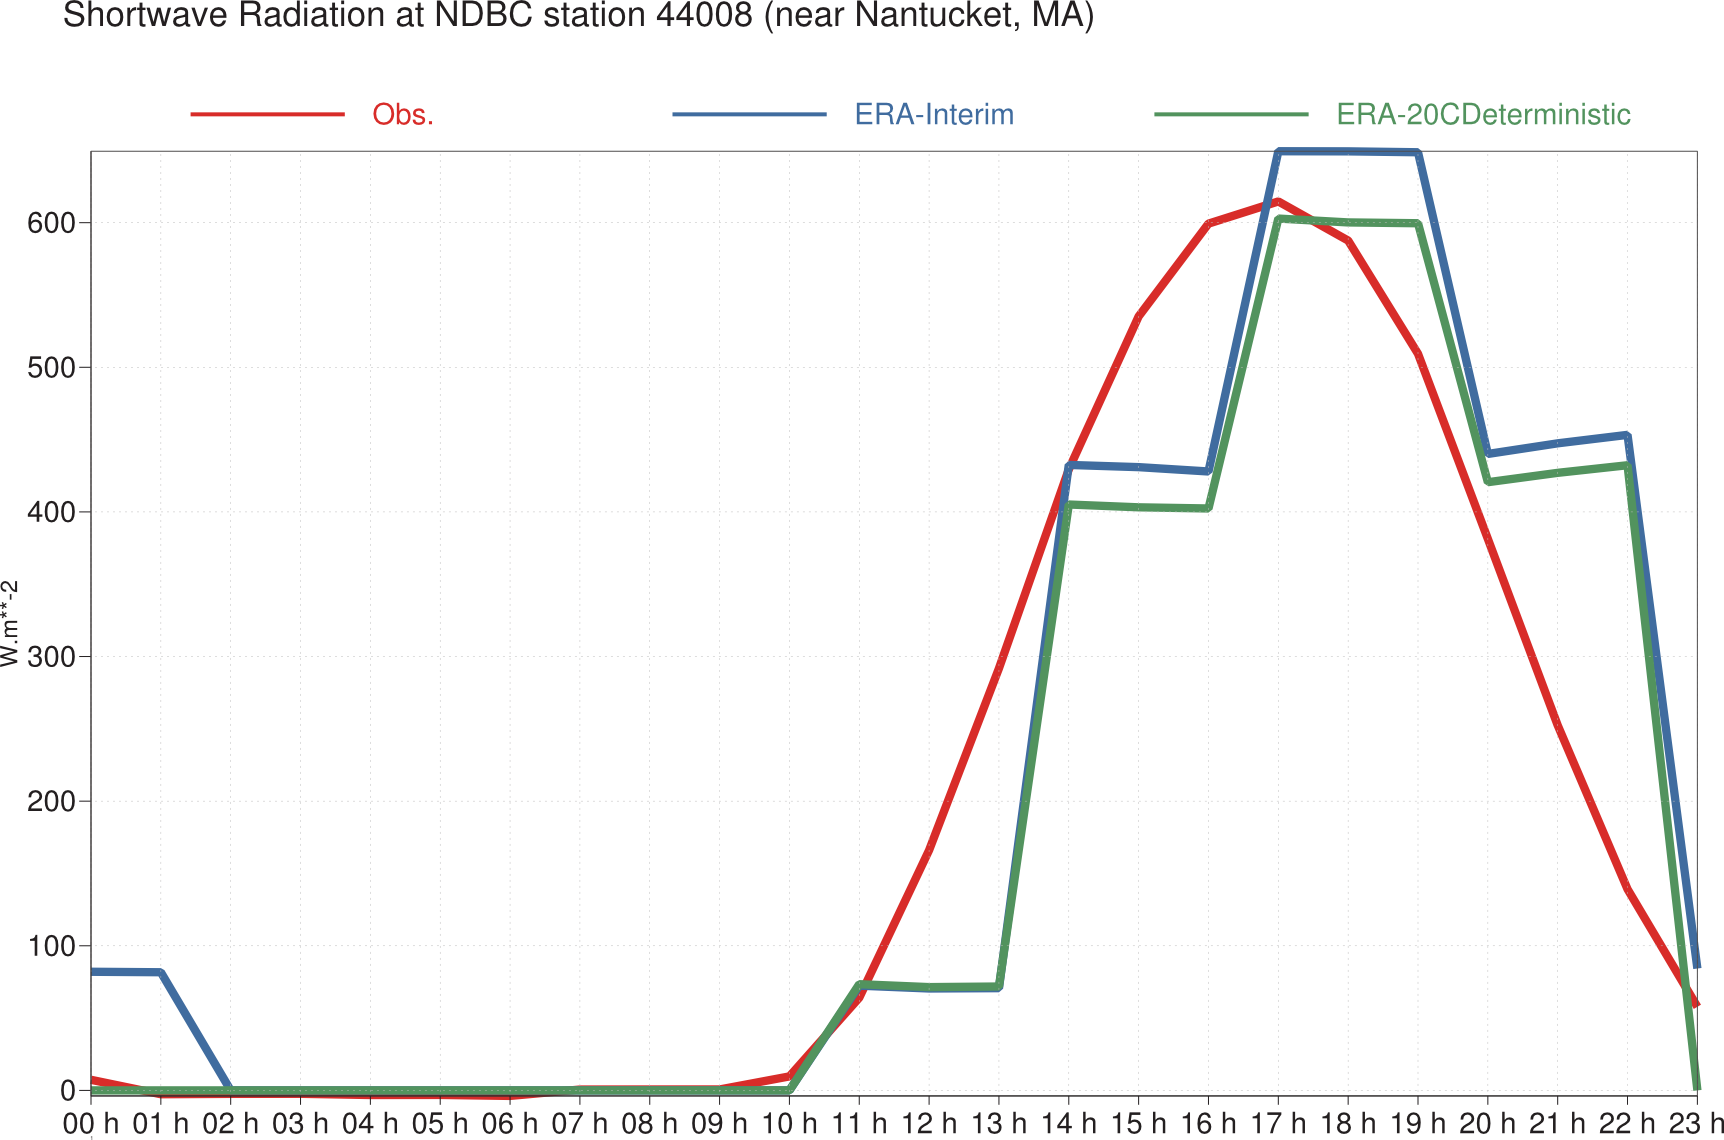 Shortwave Radiation at NDBC station 44008 (near Nantucket, MA)
Obs. ERA-Interim ERA-20CDeterministic
600
500
400
300
200
100
0
W.m**-2
00 h 01 h 02 h 03 h 04 h 05 h 06 h 07 h 08 h 09 h 10 h 11 h 12 h 13 h 14 h 15 h 16 h 17 h 18 h 19 h 20 h 21 h 22 h 23 h